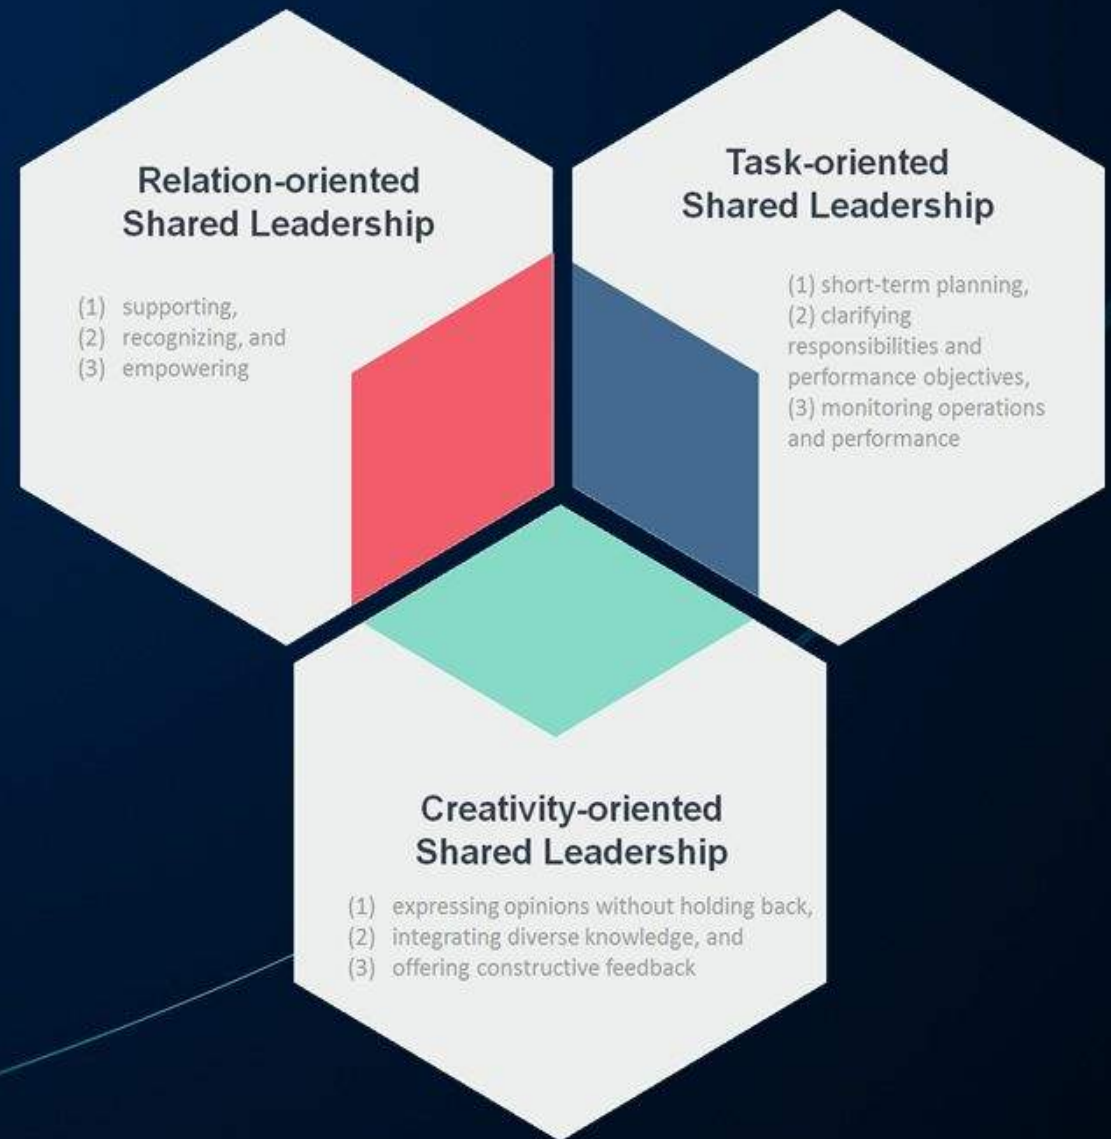 Relation-oriented
Shared Leadership
(1) supporting,
(2) recognizing, and
(3) empowering
Task-oriented
Shared Leadership
(1) short-term planning,
(2) clarifying
responsibilities and
performance objectives,
(3) monitoring operations
and performance
Creativity-oriented
Shared Leadership
(1) expressing opinions without holding back,
(2) integrating diverse knowledge, and
(3) offering constructive feedback